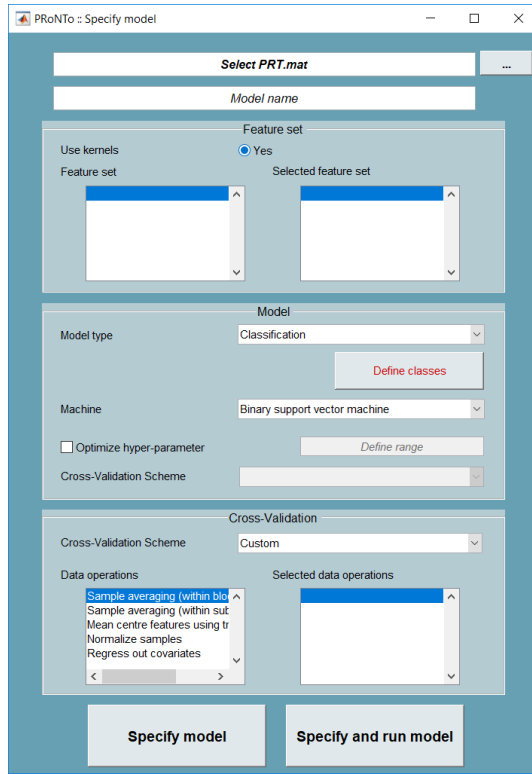 PRoNTo :: Specify model
Select PRT.mat
...
Model name
Feature set
Use kernels Yes
Feature set Selected feature set
Model
Model type Classification
Define classes
Machine Binary support vector machine
Optimize hyper-parameter Define range
Cross-Validation Scheme
Cross-Validation
Cross-Validation Scheme Custom
Data operations Selected data operations
Sample averaging (within bloc
Sample averaging (within sub
Mean centre features using tr
Normalize samples
Regress out covariates
Specify model Specify and run model